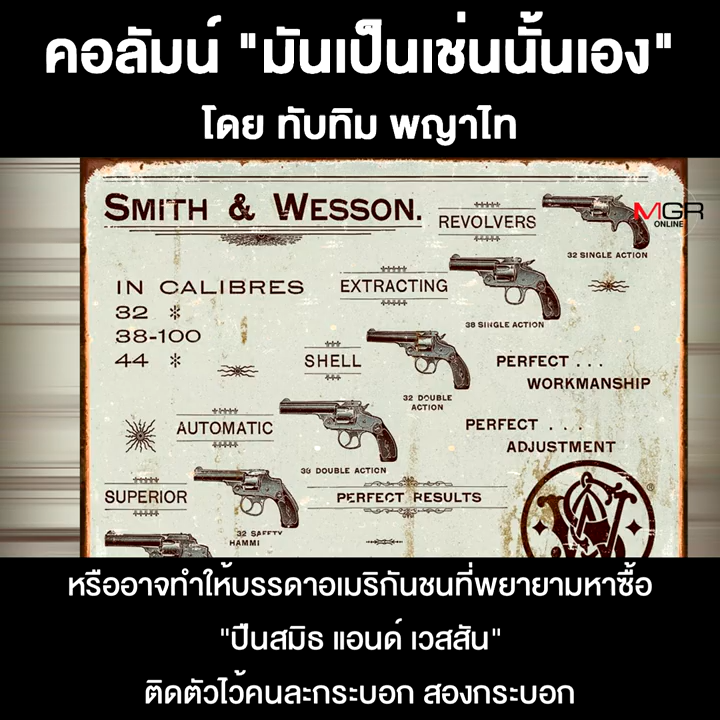 คอลัมน์ "มันเป็นเช่นนั้นเอง"
โดย ทับทิม พญาไท
SMITH & WESSON.
REVOLVERS
MGR
ONLINE
32 SINGLE ACTION
IN CALIBRES
EXTRACTING
32
38-100
38 SINGLE ACTION
44
SHELL
PERFECT . . .
WORKMANSHIP
32 DOUBLE
ACTION
AUTOMATIC
PERFECT . . .
ADJUSTMENT
38 DOUBLE ACTION
SUPERIOR
PERFECT RESULTS
32 SAFETY
HAMM
หรืออาจทำให้บรรดาอเมริกันชนที่พยายามหาซื้อ
"ปืนสมิธ แอนด์ เวสสัน"
ติดตัวไว้คนละกระบอก สองกระบอก